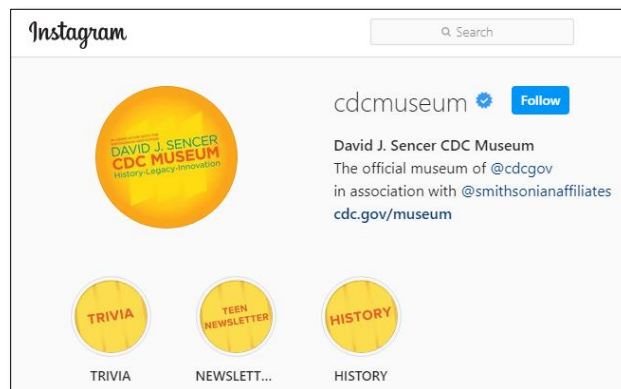 Instagram
Search
cdcmuseum
Follow
DAVID J. SENCER
CDC MUSEUM
History-Legacy-Innovation
David J. Sencer CDC Museum
The official museum of @cdcgov
in association with @smithsonianaffiliates
cdc.gov/museum
TRIVIA
TEEN
NEWSLETTER
HISTORY
TRIVIA
NEWSLETT...
HISTORY